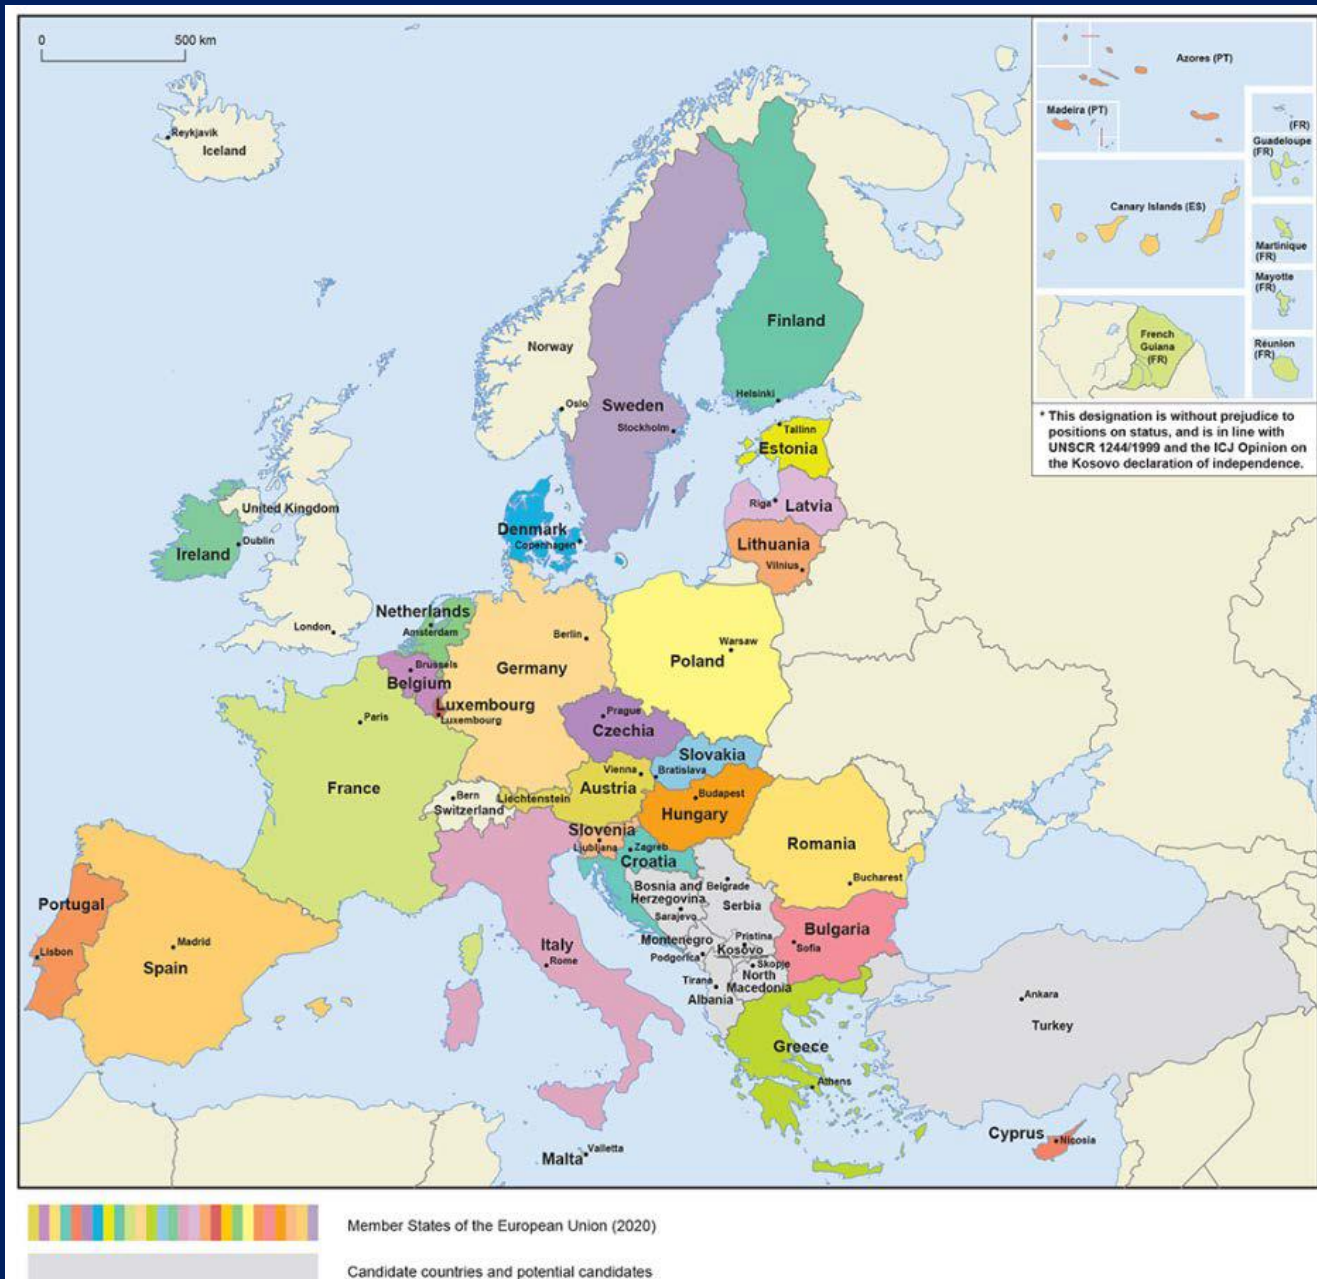 0 500 km
Reykjavik
Iceland
Azores (PT)
Madeira (PT)
(FR)
Guadeloupe
(FR)
Canary Islands (ES)
Martinique
(FR)
Mayotte
(FR)
French
Guiana
(FR)
Réunion
(FR)
* This designation is without prejudice to
positions on status, and is in line with
UNSCR 1244/1999 and the ICJ Opinion on
the Kosovo declaration of independence.
Finland
Helsinki
Norway
Oslo
Sweden
Stockholm
Tallinn
Estonia
Riga
Latvia
Lithuania
Vilnius
United Kingdom
Dublin
Ireland
London
Denmark
Copenhagen
Netherlands
Amsterdam
Brussels
Belgium
Luxembourg
Luxembourg
Berlin
Germany
Warsaw
Poland
Prague
Czechia
Paris
France
Slovakia
Bratislava
Vienna
Austria
Bern
Switzerland
Liechtenstein
Budapest
Hungary
Slovenia
Ljubljana
Zagreb
Croatia
Romania
Bucharest
Bosnia and
Herzegovina
Sarajevo
Belgrade
Serbia
Montenegro
Podgorica
Pristina
Kosovo
Skopje
North
Macedonia
Tirana
Albania
Bulgaria
Sofia
Portugal
Lisbon
Madrid
Spain
Italy
Rome
Ankara
Turkey
Greece
Athens
Cyprus
Nicosia
Malta
Valletta
Member States of the European Union (2020)
Candidate countries and potential candidates